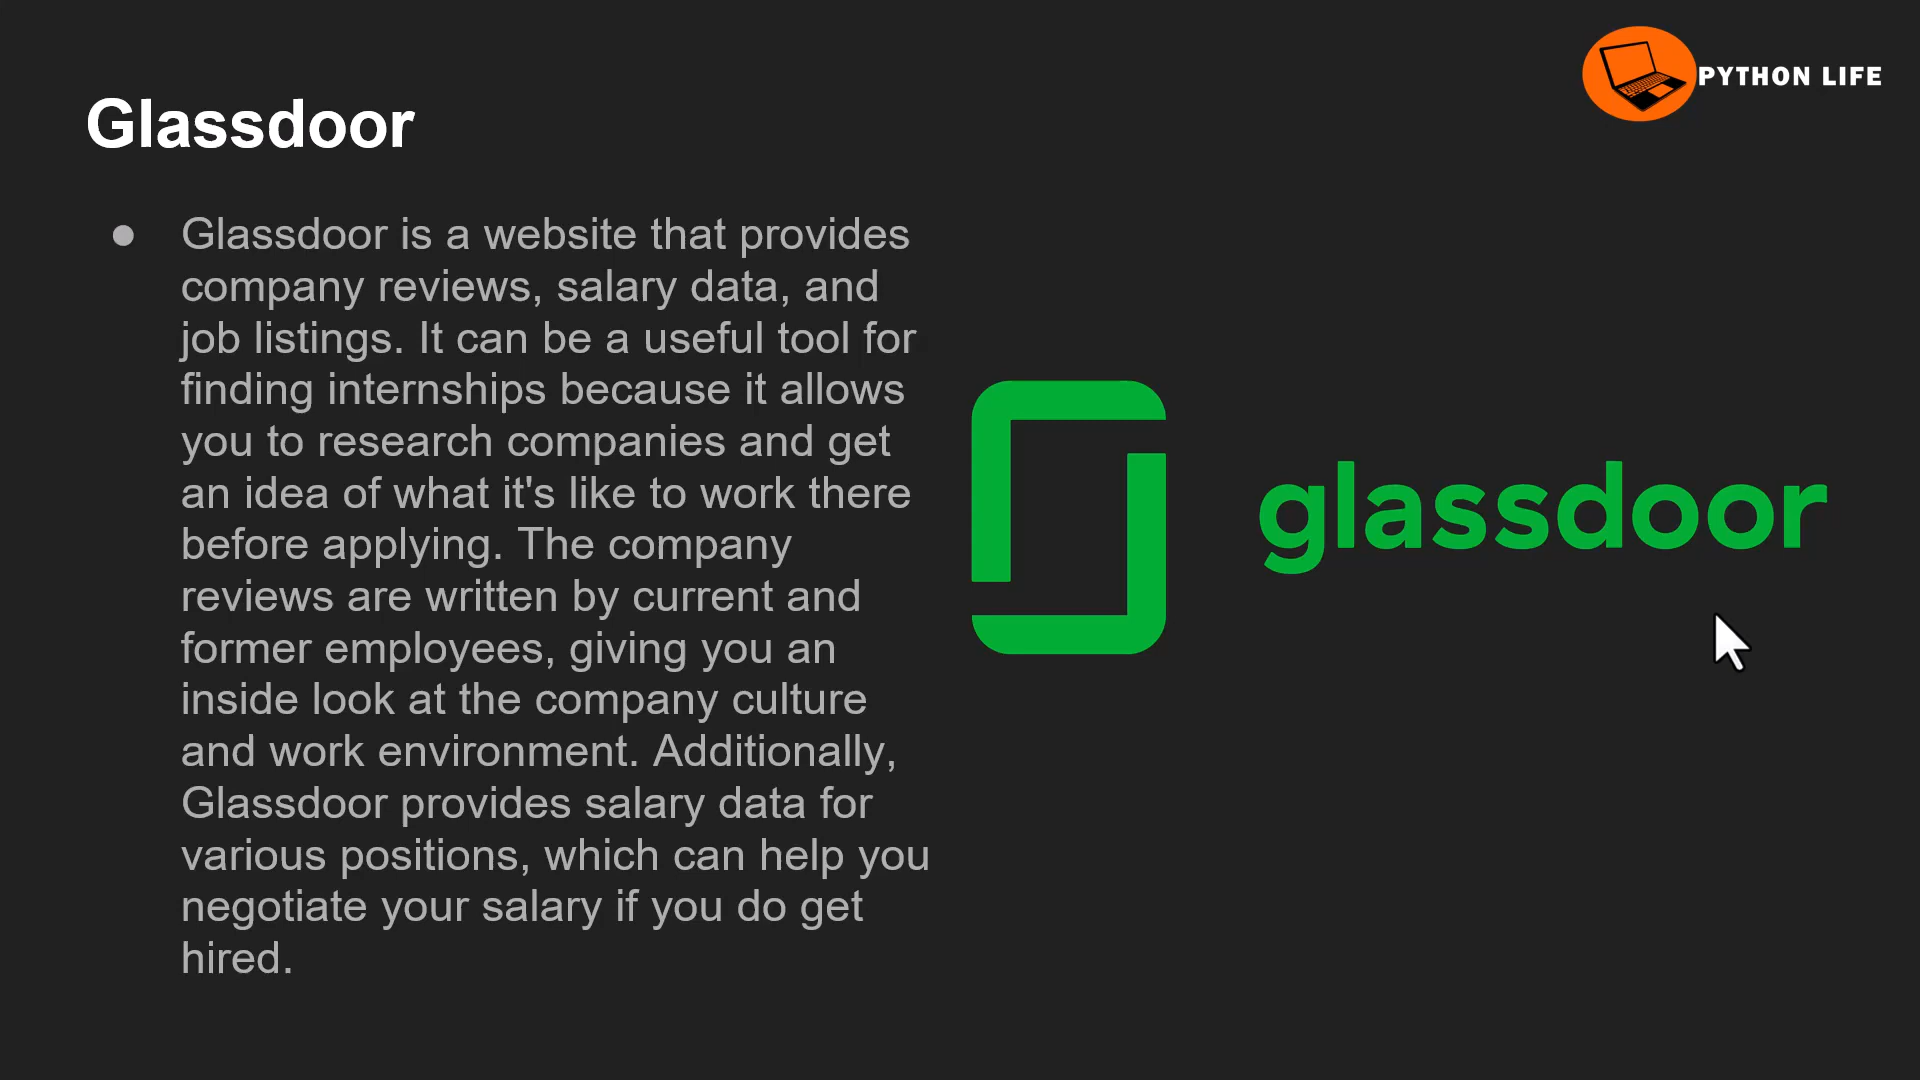 PYTHON LIFE
Glassdoor
● Glassdoor is a website that provides
company reviews, salary data, and
job listings. It can be a useful tool for
finding internships because it allows
you to research companies and get
an idea of what it's like to work there
before applying. The company
reviews are written by current and
former employees, giving you an
inside look at the company culture
and work environment. Additionally,
Glassdoor provides salary data for
various positions, which can help you
negotiate your salary if you do get
hired.
glassdoor